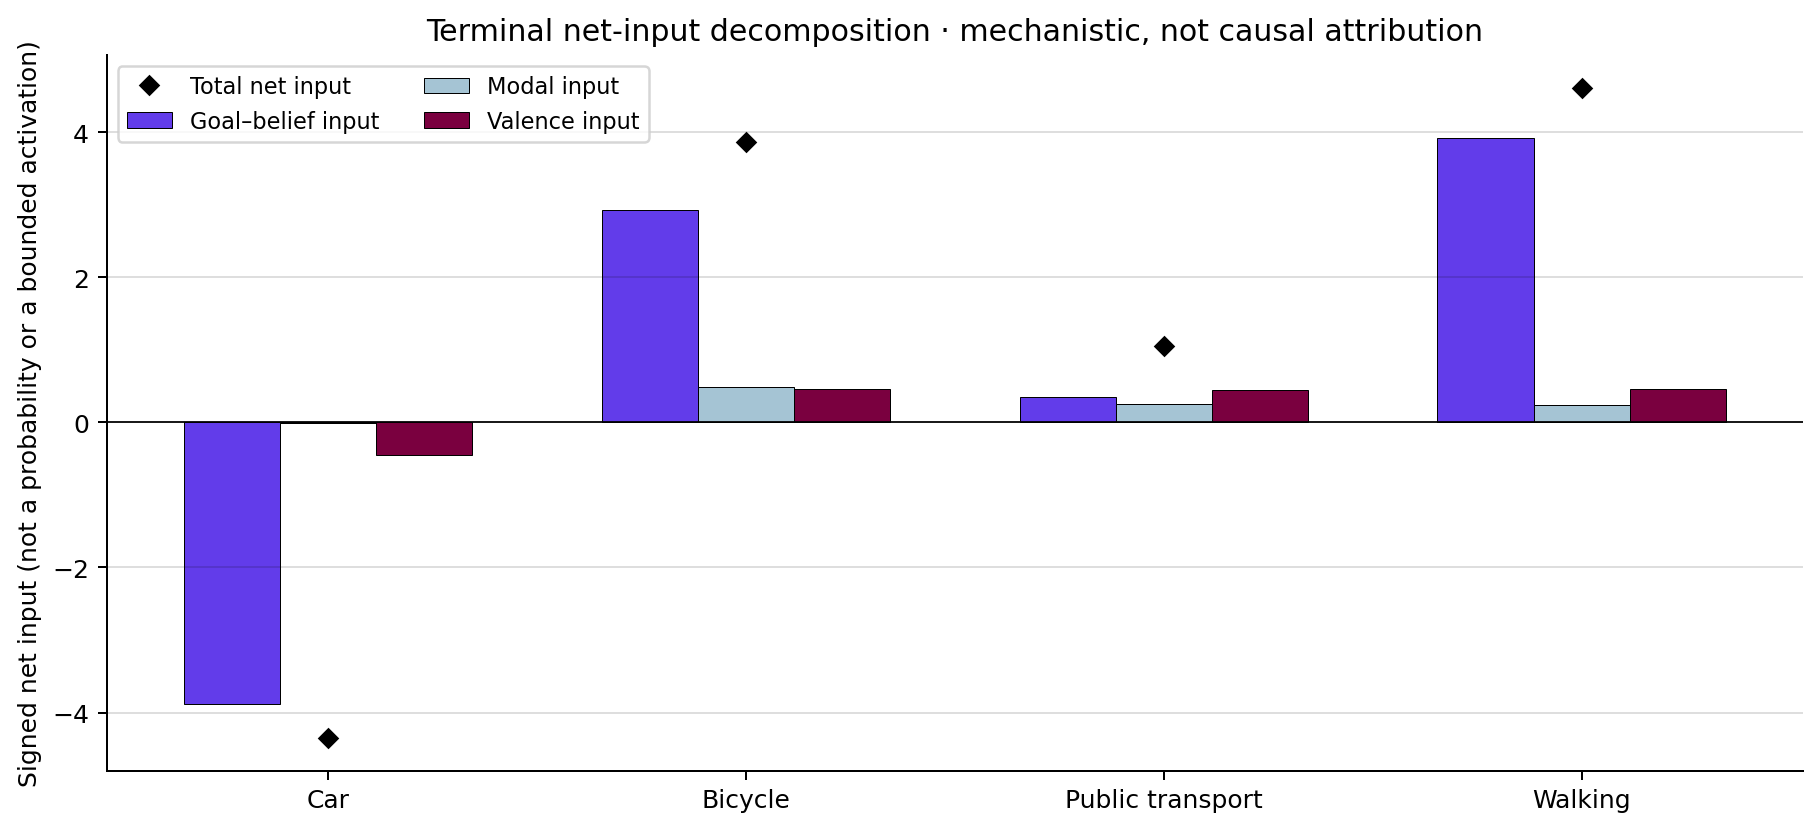 Terminal net-input decomposition · mechanistic, not causal attribution
Signed net input (not a probability or a bounded activation)
Total net input
Goal–belief input
Modal input
Valence input
4
2
0
−2
−4
Car
Bicycle
Public transport
Walking